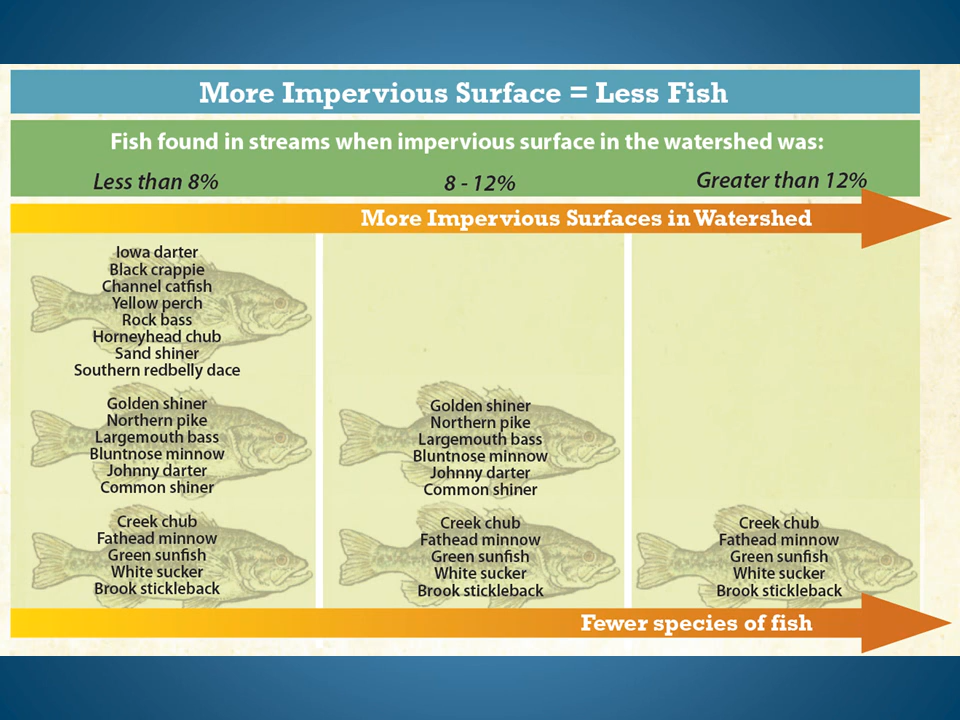 More Impervious Surface = Less Fish
Fish found in streams when impervious surface in the watershed was:
Less than 8%
8 - 12%
Greater than 12%
More Impervious Surfaces in Watershed
Iowa darter
Black crappie
Channel catfish
Yellow perch
Rock bass
Horneyhead chub
Sand shiner
Southern redbelly dace
Golden shiner
Northern pike
Largemouth bass
Bluntnose minnow
Johnny darter
Common shiner
Creek chub
Fathead minnow
Green sunfish
White sucker
Brook stickleback
Golden shiner
Northern pike
Largemouth bass
Bluntnose minnow
Johnny darter
Common shiner
Creek chub
Fathead minnow
Green sunfish
White sucker
Brook stickleback
Creek chub
Fathead minnow
Green sunfish
White sucker
Brook stickleback
Fewer species of fish